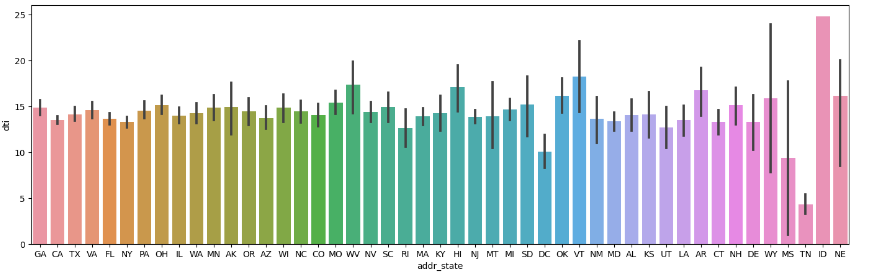 25
20
15
10
5
0
dti
GA CA TX VA FL NY PA OH IL WA MN AK OR AZ WI NC CO MO WV NV SC RI MA KY HI NJ MT MI SD DC OK VT NM MD AL KS UT LA AR CT NH DE WY MS TN ID NE
addr_state